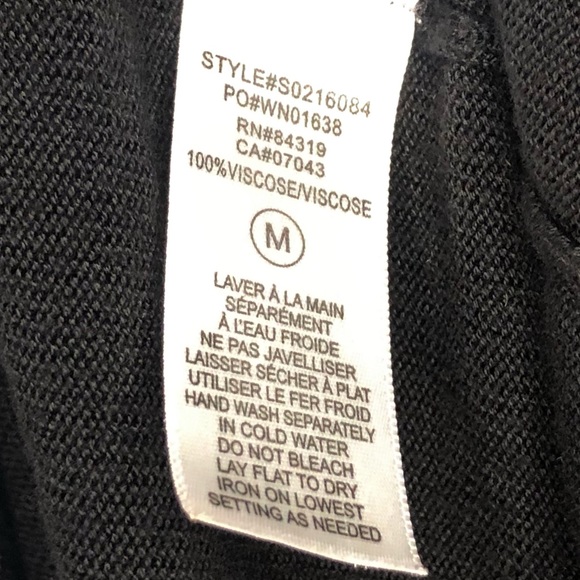 STYLE#S0216084
PO#WN01638
RN#84319
CA#07043
100%VISCOSE/VISCOSE
M
LAVER À LA MAIN
SÉPARÉMENT
À L'EAU FROIDE
NE PAS JAVELLISER
LAISSER SÉCHER À PLAT
UTILISER LE FER FROID
HAND WASH SEPARATELY
IN COLD WATER
DO NOT BLEACH
LAY FLAT TO DRY
IRON ON LOWEST
SETTING AS NEEDED